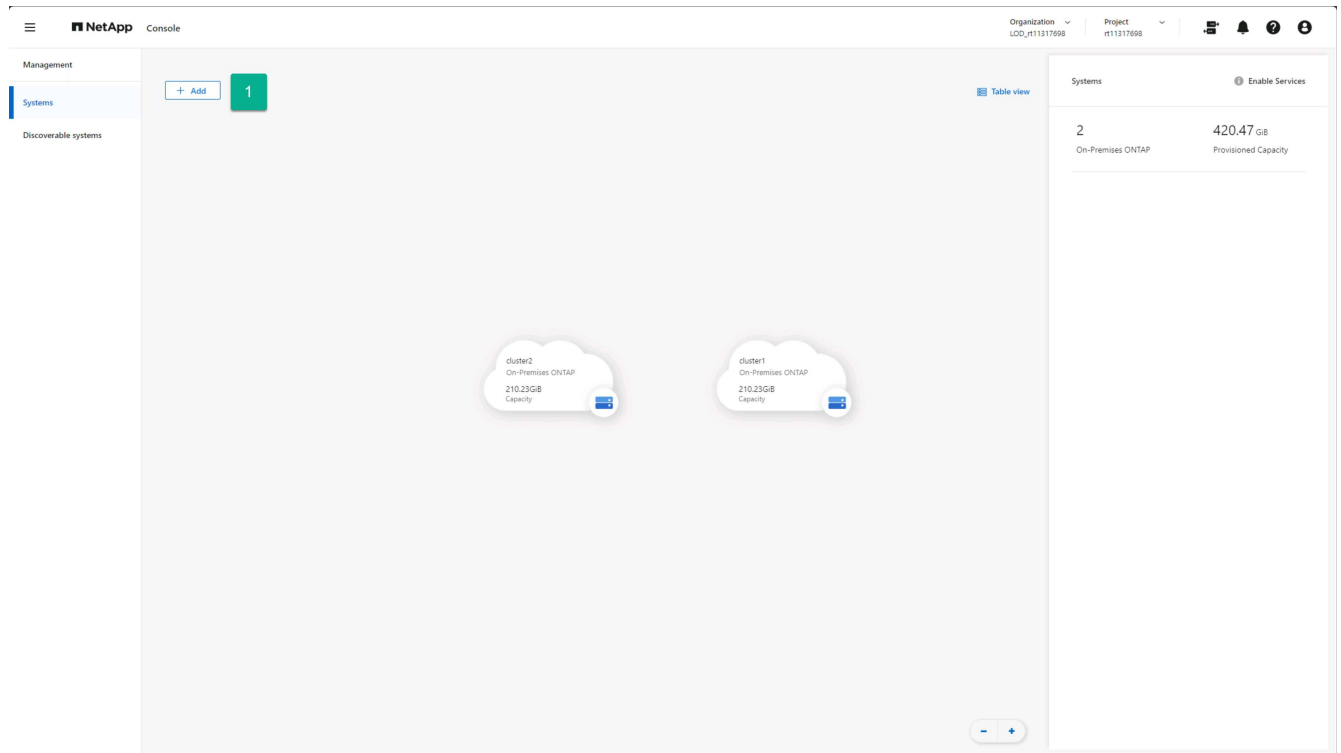 NetApp Console
Organization
LOD_rt11317698
Project
rt11317698
Management
Systems
Discoverable systems
+ Add
1
Table view
Systems
Enable Services
2
On-Premises ONTAP
420.47 GiB
Provisioned Capacity
cluster2
On-Premises ONTAP
210.23GiB
Capacity
cluster1
On-Premises ONTAP
210.23GiB
Capacity
- +